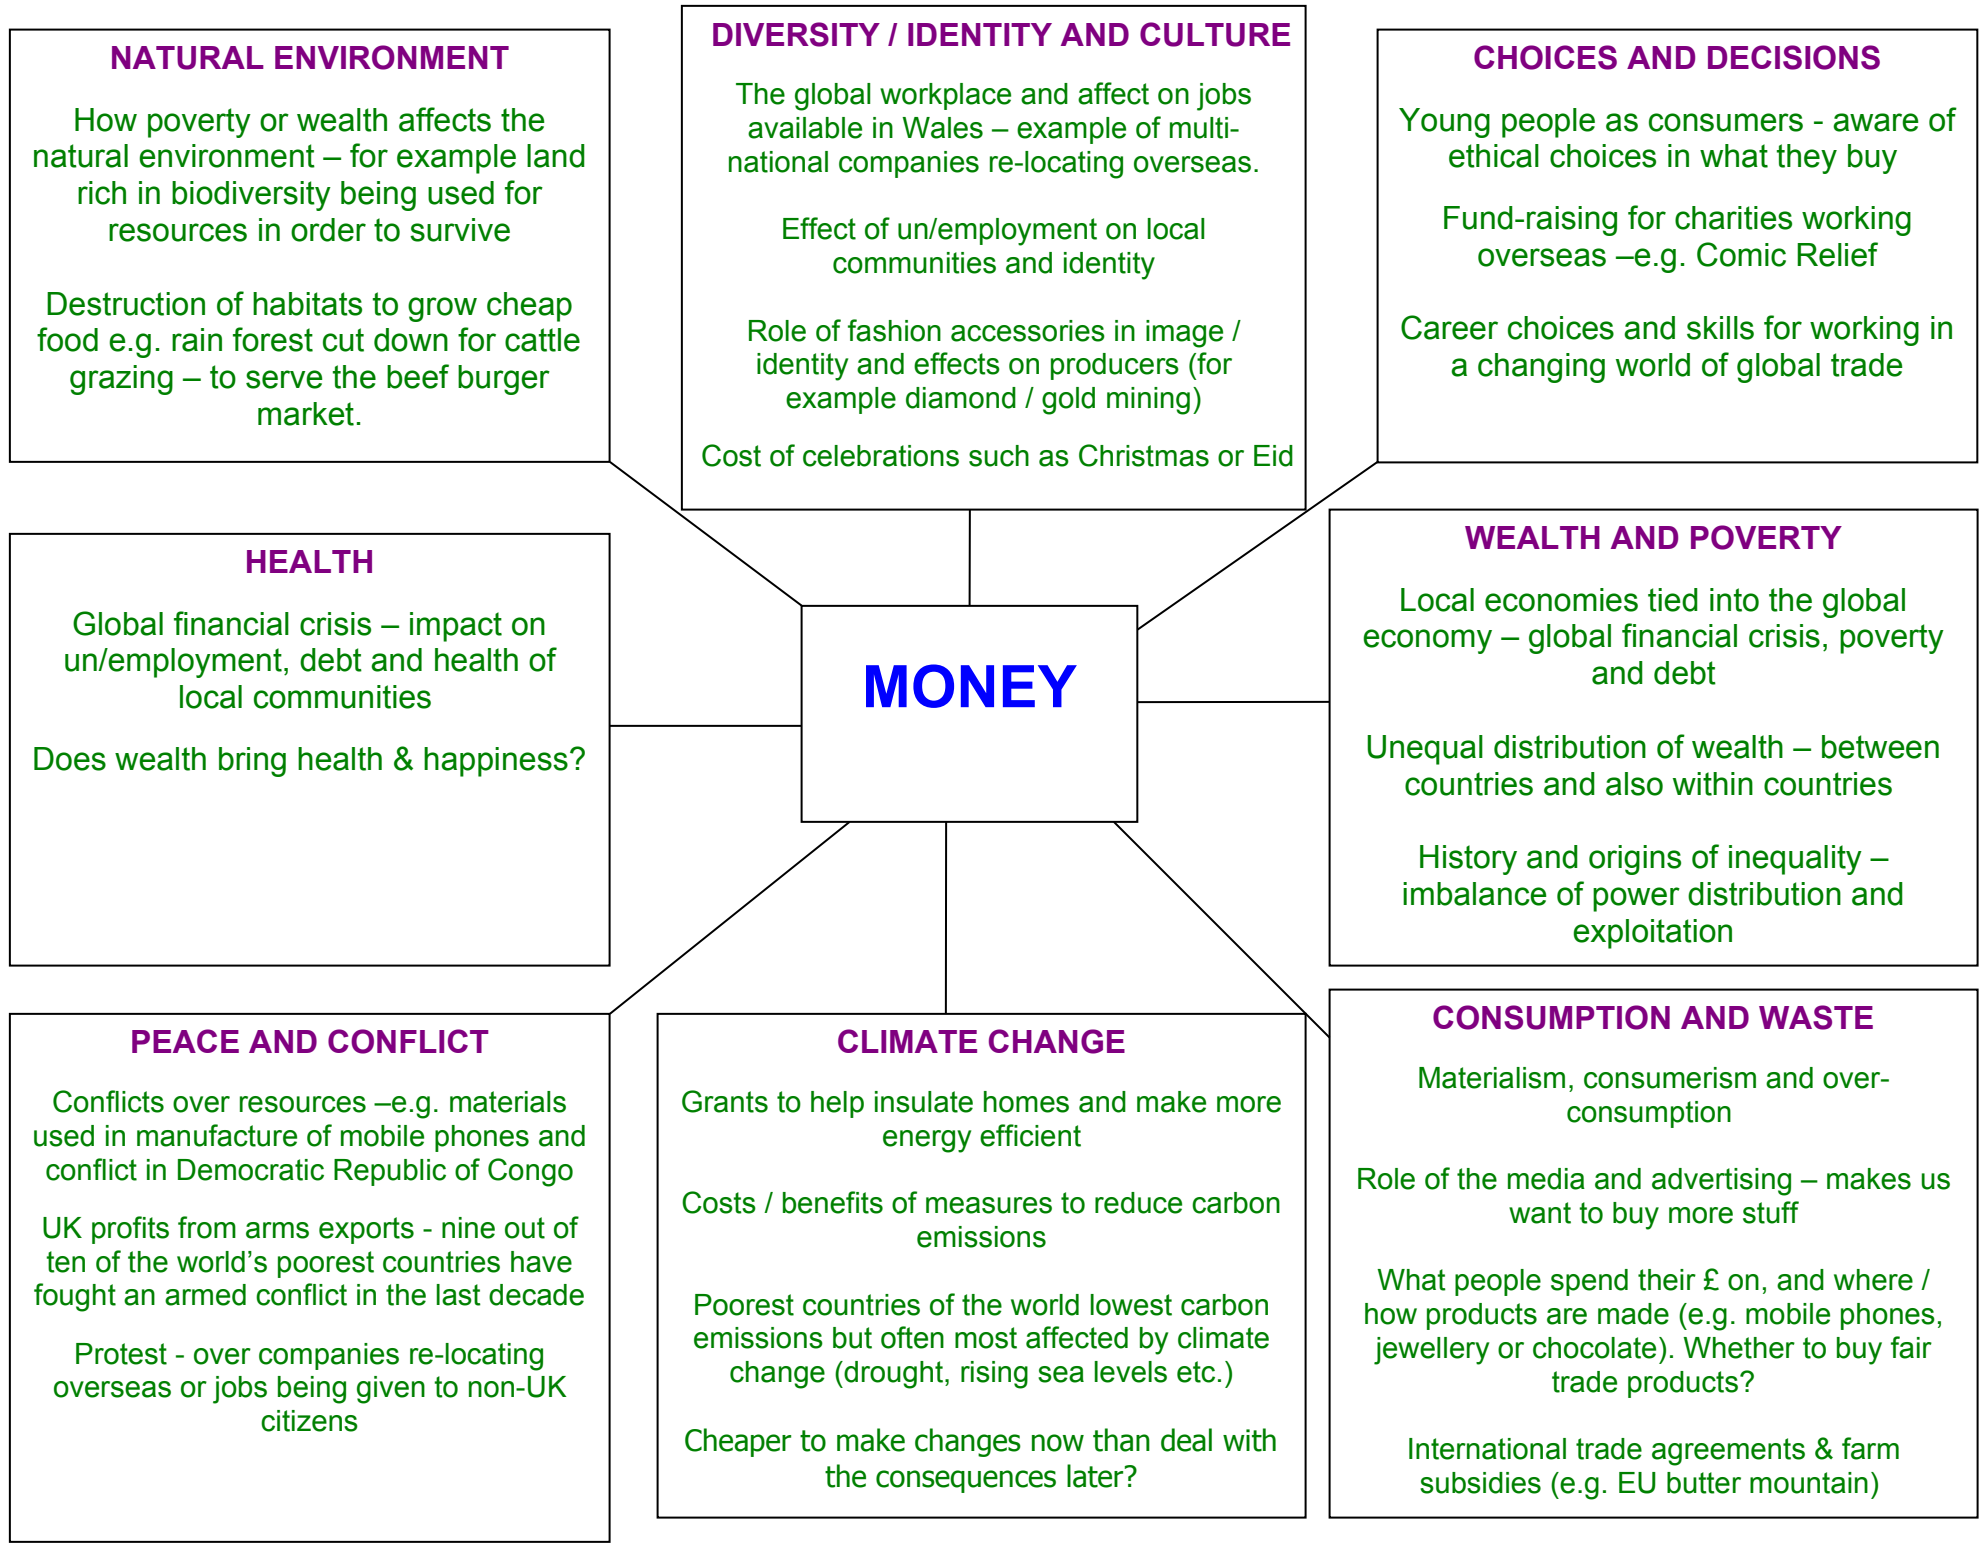 NATURAL ENVIRONMENT
How poverty or wealth affects the
natural environment – for example land
rich in biodiversity being used for
resources in order to survive
Destruction of habitats to grow cheap
food e.g. rain forest cut down for cattle
grazing – to serve the beef burger
market.
DIVERSITY / IDENTITY AND CULTURE
The global workplace and affect on jobs
available in Wales – example of multi-
national companies re-locating overseas.
Effect of un/employment on local
communities and identity
Role of fashion accessories in image /
identity and effects on producers (for
example diamond / gold mining)
Cost of celebrations such as Christmas or Eid
CHOICES AND DECISIONS
Young people as consumers - aware of
ethical choices in what they buy
Fund-raising for charities working
overseas –e.g. Comic Relief
Career choices and skills for working in
a changing world of global trade
HEALTH
Global financial crisis – impact on
un/employment, debt and health of
local communities
Does wealth bring health & happiness?
MONEY
WEALTH AND POVERTY
Local economies tied into the global
economy – global financial crisis, poverty
and debt
Unequal distribution of wealth – between
countries and also within countries
History and origins of inequality –
imbalance of power distribution and
exploitation
PEACE AND CONFLICT
Conflicts over resources –e.g. materials
used in manufacture of mobile phones and
conflict in Democratic Republic of Congo
UK profits from arms exports - nine out of
ten of the world’s poorest countries have
fought an armed conflict in the last decade
Protest - over companies re-locating
overseas or jobs being given to non-UK
citizens
CLIMATE CHANGE
Grants to help insulate homes and make more
energy efficient
Costs / benefits of measures to reduce carbon
emissions
Poorest countries of the world lowest carbon
emissions but often most affected by climate
change (drought, rising sea levels etc.)
Cheaper to make changes now than deal with
the consequences later?
CONSUMPTION AND WASTE
Materialism, consumerism and over-
consumption
Role of the media and advertising – makes us
want to buy more stuff
What people spend their £ on, and where /
how products are made (e.g. mobile phones,
jewellery or chocolate). Whether to buy fair
trade products?
International trade agreements & farm
subsidies (e.g. EU butter mountain)